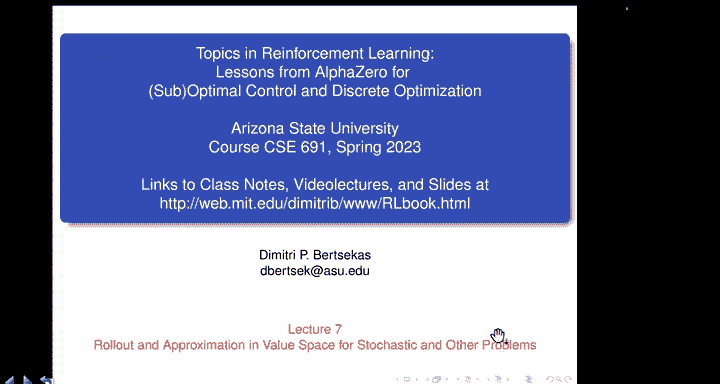 Topics in Reinforcement Learning:
Lessons from AlphaZero for
(Sub)Optimal Control and Discrete Optimization
Arizona State University
Course CSE 691, Spring 2023
Links to Class Notes, Videolectures, and Slides at
http://web.mit.edu/dimitrib/www/RLbook.html
Dimitri P. Bertsekas
dbertsek@asu.edu
Lecture 7
Rollout and Approximation in Value Space for Stochastic and Other Problems